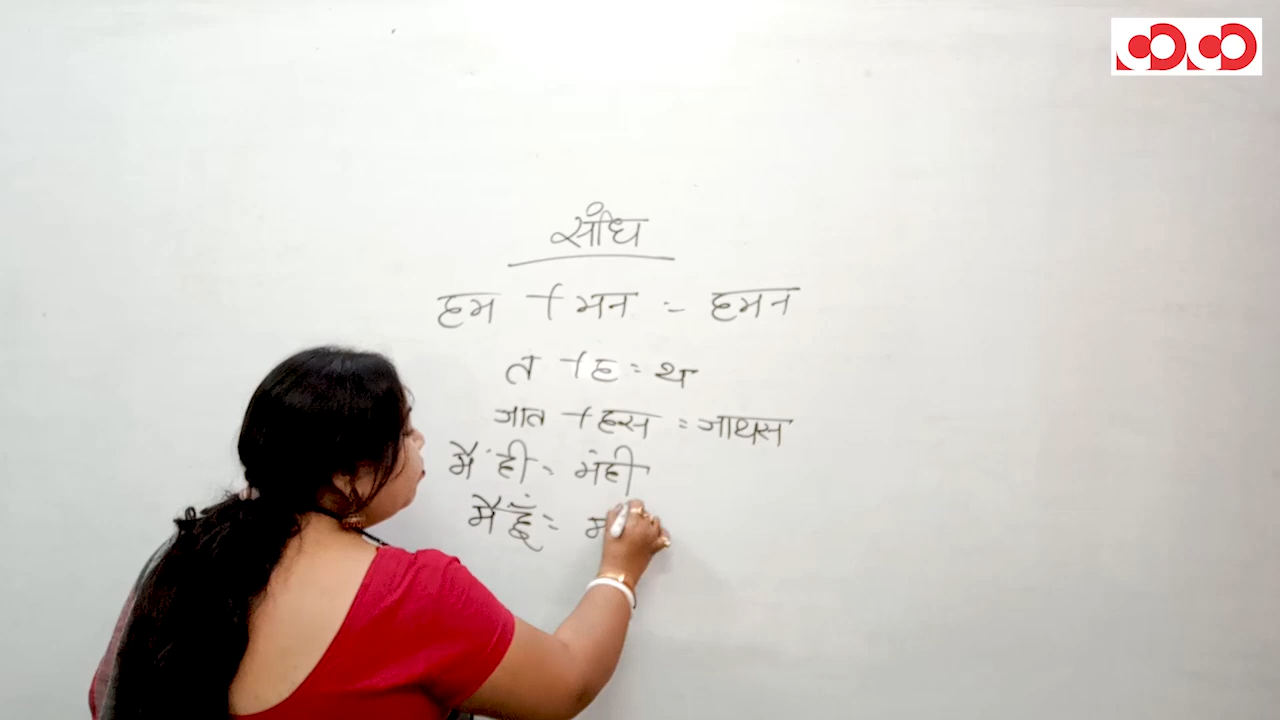 संधि
हम + मन = हमन
त + ह = थ
जात + हस = जाथस
मैं ही = मंही
मैं हूँ = म